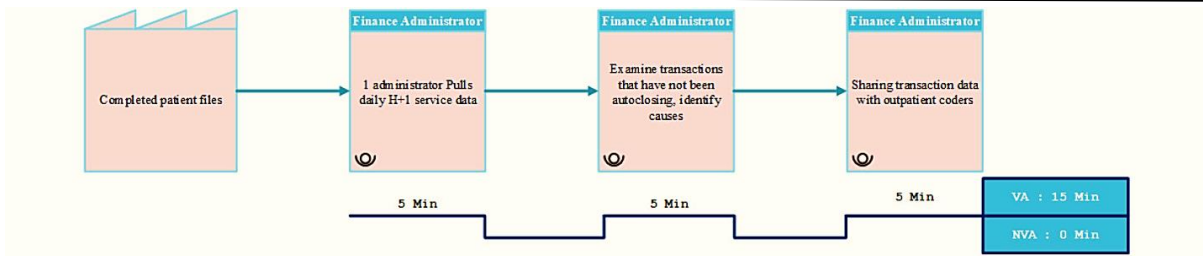 Completed patient files
Finance Administrator
1 administrator Pulls
daily H+1 service data
Finance Administrator
Examine transactions
that have not been
autoclosing, identify
causes
Finance Administrator
Sharing transaction data
with outpatient coders
5 Min
5 Min
5 Min
VA : 15 Min
NVA : 0 Min